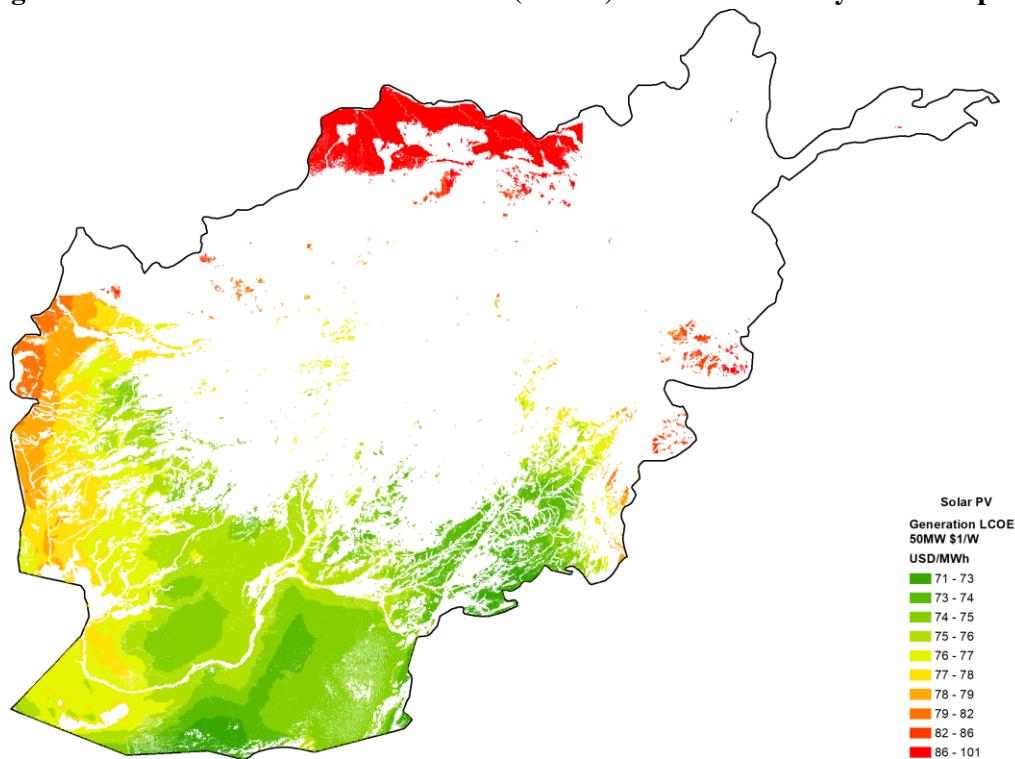 Solar PV
Generation LCOE
50MW $1/W
USD/MWh
71 - 73
73 - 74
74 - 75
75 - 76
76 - 77
77 - 78
78 - 79
79 - 82
82 - 86
86 - 101